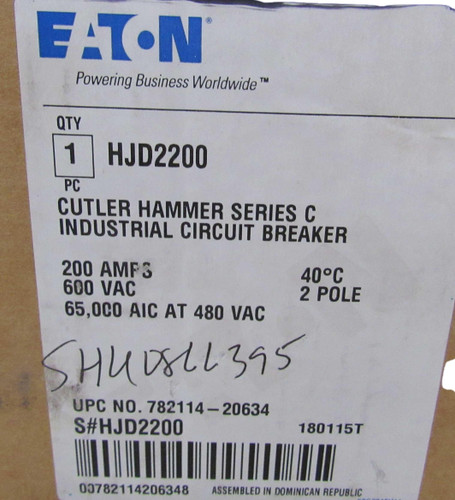 EATON
Powering Business Worldwide™
QTY
1 HJD2200
PC
CUTLER HAMMER SERIES C
INDUSTRIAL CIRCUIT BREAKER
200 AMPS 40°C
600 VAC 2 POLE
65,000 AIC AT 480 VAC
UPC NO. 782114-20634
S#HJD2200 180115T
00782114206348 ASSEMBLED IN DOMINICAN REPUBLIC